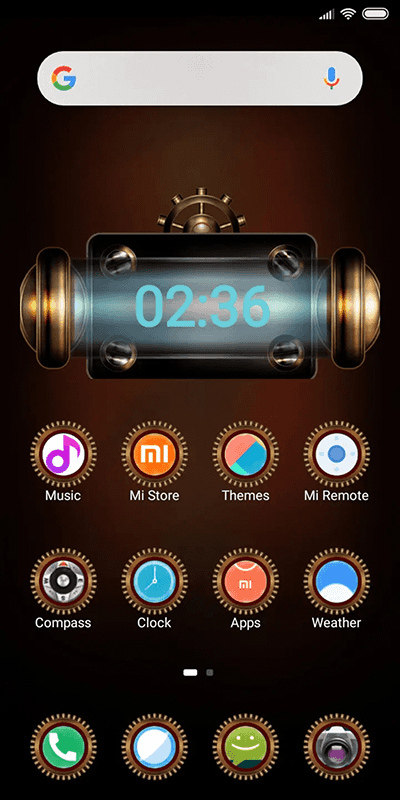 02:36
Music
Mi Store
Themes
Mi Remote
Compass
Clock
Apps
Weather